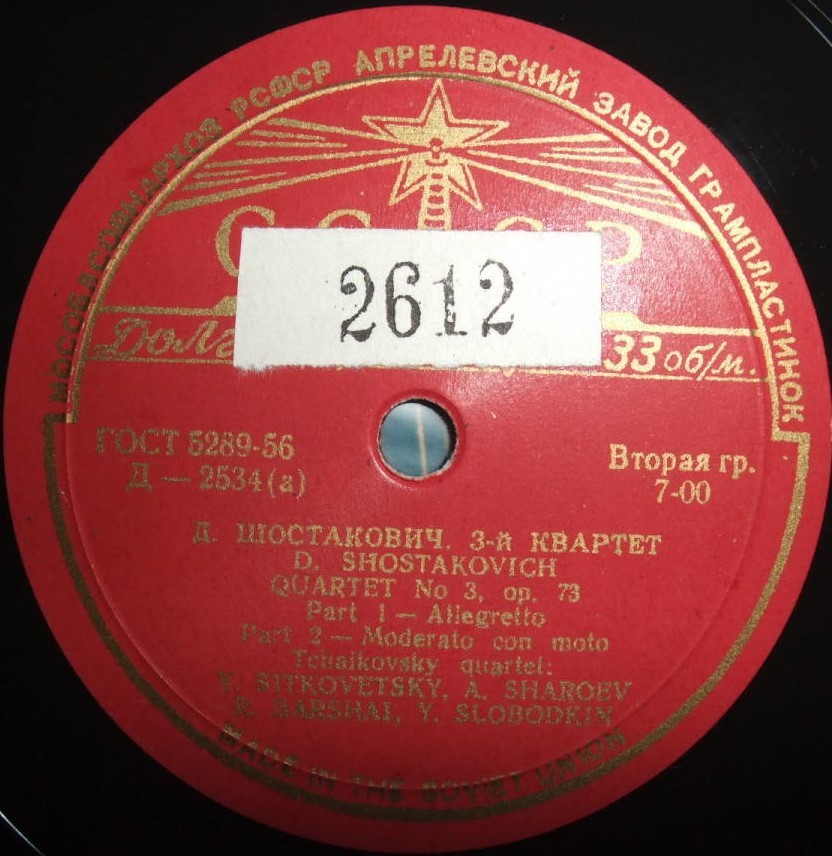 МОСОБЛСОВНАРХОЗ РСФСР АПРЕЛЕВСКИЙ ЗАВОД ГРАМПЛАСТИНОК
2612
33 об/м.
ГОСТ 5289-56
Д — 2534(а)
Вторая гр.
7-00
Д. ШОСТАКОВИЧ. 3-й КВАРТЕТ
D. SHOSTAKOVICH
QUARTET No 3, op. 73
Part 1 — Allegretto
Part 2 — Moderato con moto
Tchaikovsky quartet:
Y. SITKOVETSKY, A. SHAROEV
R. BARSHAI, Y. SLOBODKIN
MADE IN THE SOVIET UNION